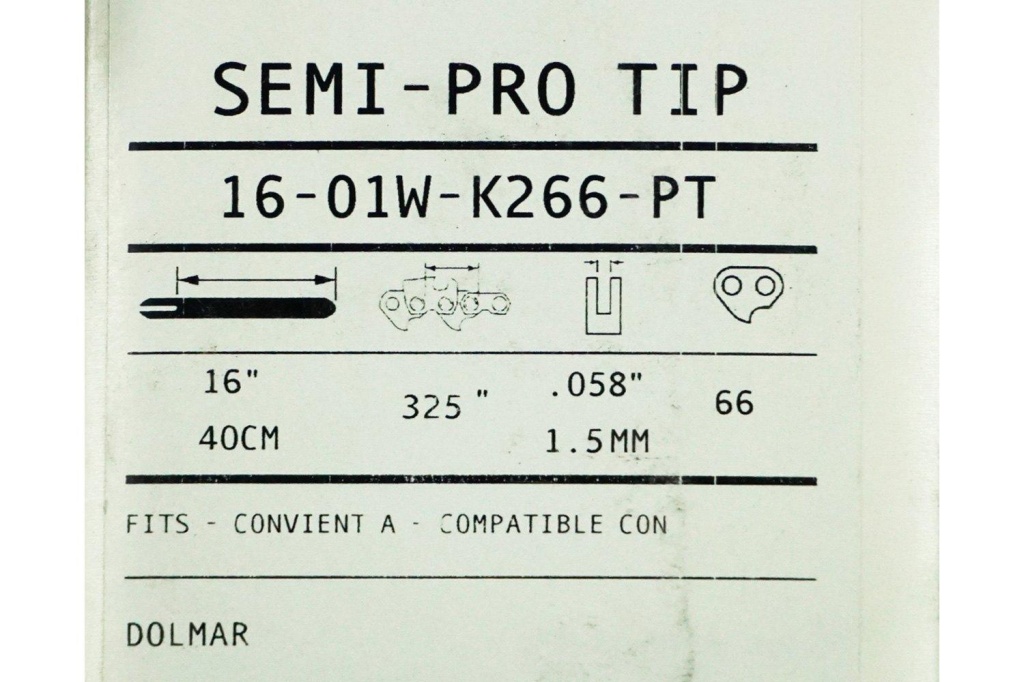 SEMI-PRO TIP
16-01W-K266-PT
16" 325 " .058" 66
40CM 1.5MM
FITS - CONVIENT A - COMPATIBLE CON
DOLMAR